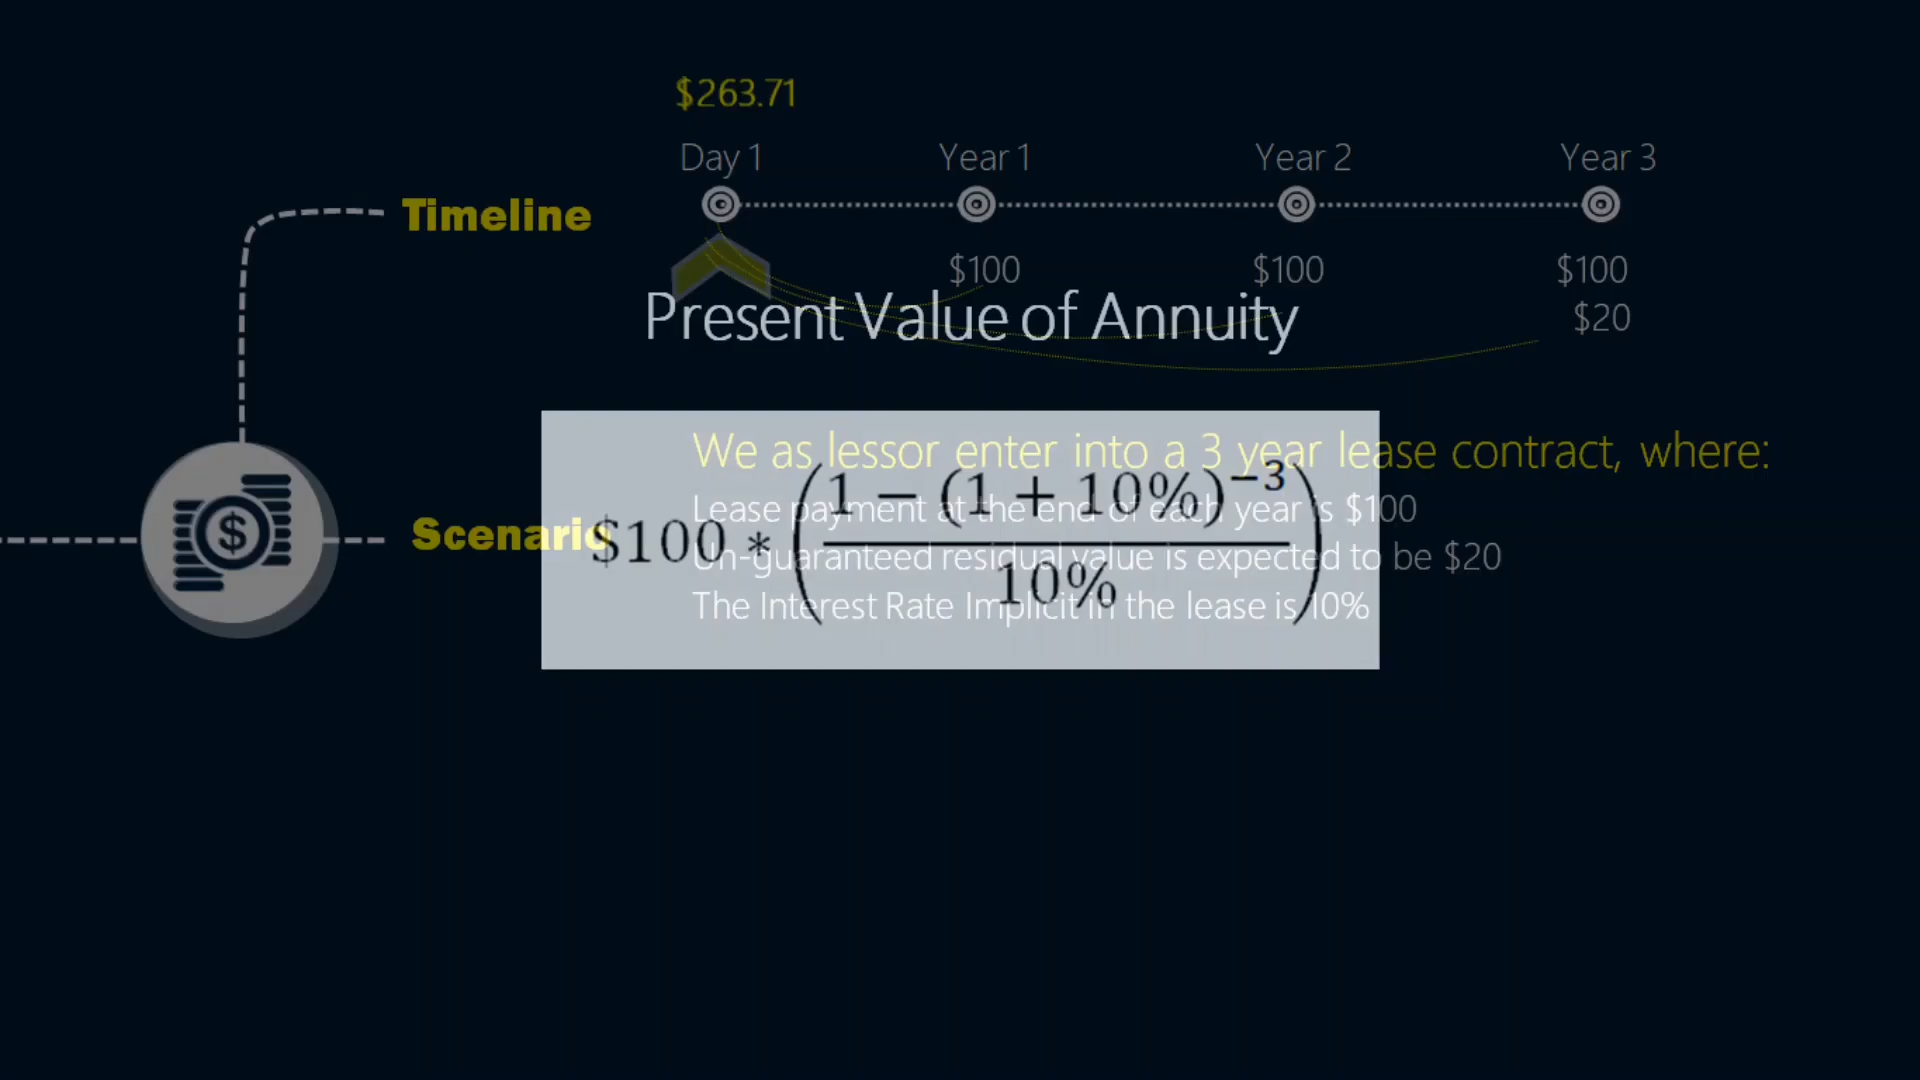 $263.71
Day 1 Year 1 Year 2 Year 3
Timeline
$100 $100 $100
$20
Present Value of Annuity
We as lessor enter into a 3 year lease contract, where:
Lease payment at the end of each year is $100
Scenario
Un-guaranteed residual value is expected to be $20
The Interest Rate Implicit in the lease is 10%
$100 * ( 1 − (1 + 10%)⁻³ / 10% )
$